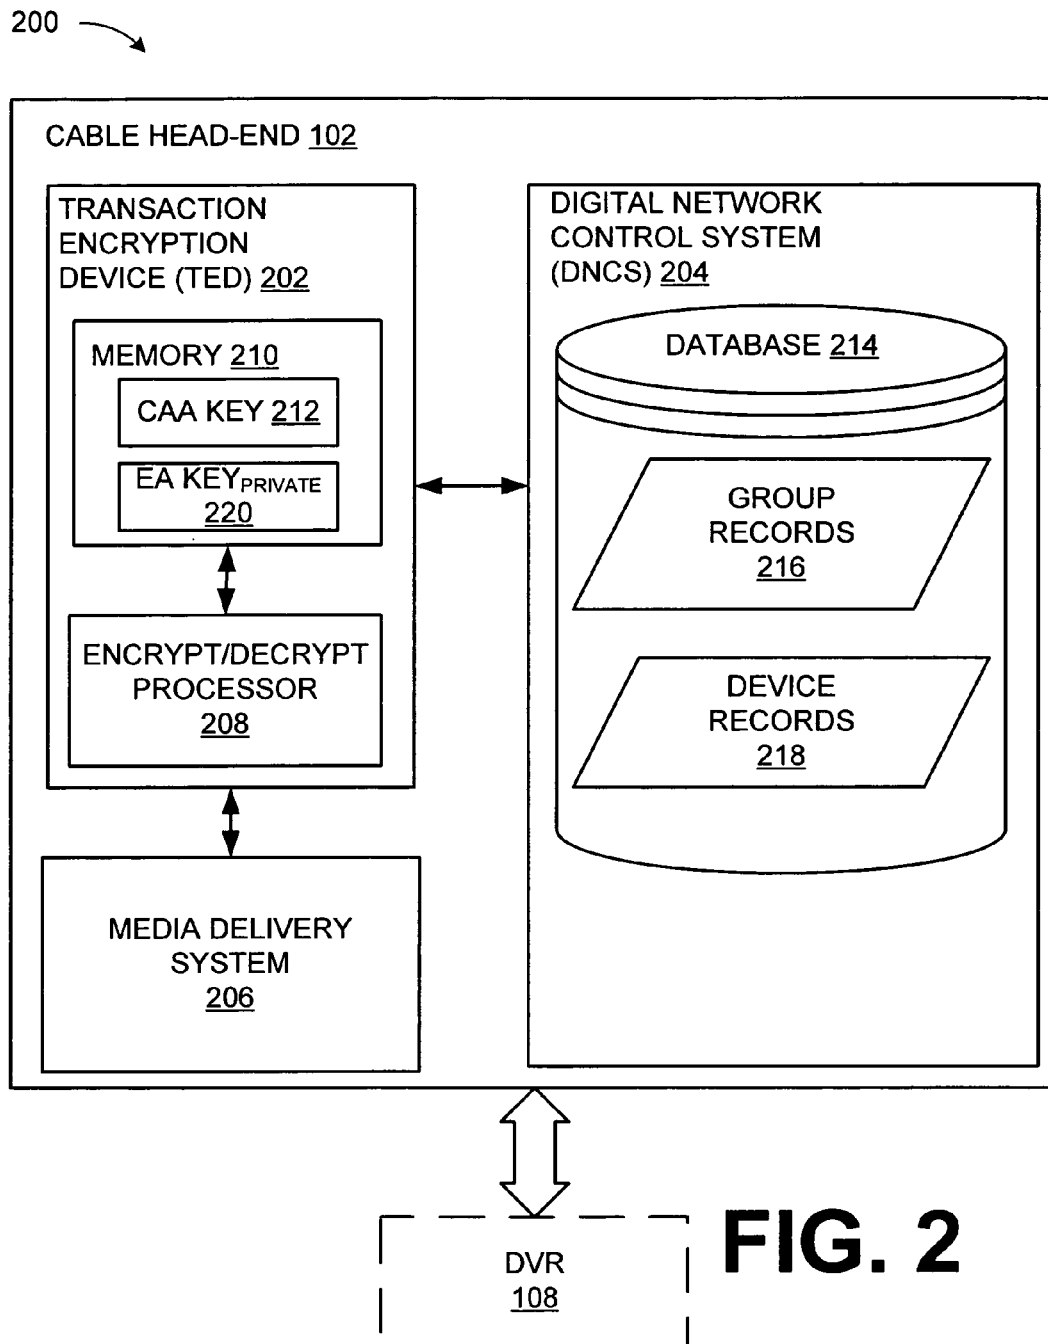 200
CABLE HEAD-END 102
TRANSACTION
ENCRYPTION
DEVICE (TED) 202
MEMORY 210
CAA KEY 212
EA KEYPRIVATE
220
ENCRYPT/DECRYPT
PROCESSOR
208
MEDIA DELIVERY
SYSTEM
206
DIGITAL NETWORK
CONTROL SYSTEM
(DNCS) 204
DATABASE 214
GROUP
RECORDS
216
DEVICE
RECORDS
218
DVR
108
FIG. 2